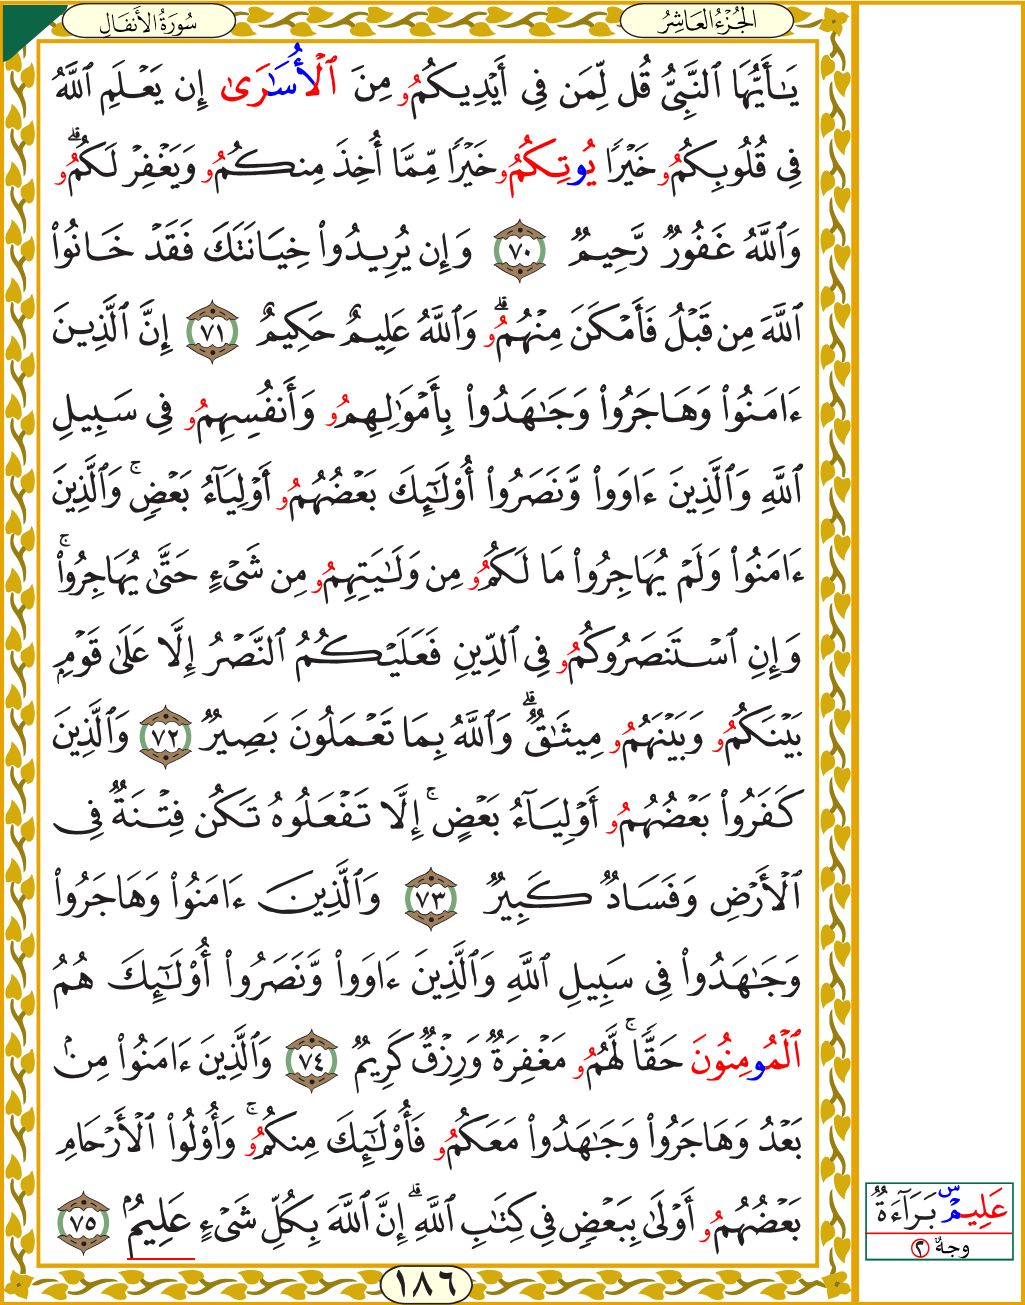 سُورَةُ الأَنفَالِ
الجُزْءُ العَاشِرُ
يَـٰٓأَيُّهَا ٱلنَّبِيُّ قُل لِّمَن فِىٓ أَيْدِيكُمُۥ مِنَ ٱلْأُسَـٰرَىٰ إِن يَعْلَمِ ٱللَّهُ
فِى قُلُوبِكُمُۥ خَيْرًا يُوتِكُمُۥ خَيْرًا مِّمَّآ أُخِذَ مِنكُمُۥ وَيَغْفِرْ لَكُمُۥۗ
وَٱللَّهُ غَفُورٌ رَّحِيمٌ ٧٠ وَإِن يُرِيدُوا۟ خِيَانَتَكَ فَقَدْ خَانُوا۟
ٱللَّهَ مِن قَبْلُ فَأَمْكَنَ مِنْهُمُۥۗ وَٱللَّهُ عَلِيمٌ حَكِيمٌ ٧١ إِنَّ ٱلَّذِينَ
ءَامَنُوا۟ وَهَاجَرُوا۟ وَجَـٰهَدُوا۟ بِأَمْوَٰلِهِمُۥ وَأَنفُسِهِمُۥ فِى سَبِيلِ
ٱللَّهِ وَٱلَّذِينَ ءَاوَوا۟ وَّنَصَرُوٓا۟ أُو۟لَـٰٓئِكَ بَعْضُهُمُۥٓ أَوْلِيَآءُ بَعْضٍۚ وَٱلَّذِينَ
ءَامَنُوا۟ وَلَمْ يُهَاجِرُوا۟ مَا لَكُمُۥ مِن وَلَـٰيَتِهِمُۥ مِن شَىْءٍ حَتَّىٰ يُهَاجِرُوا۟ۚ
وَإِنِ ٱسْتَنصَرُوكُمُۥ فِى ٱلدِّينِ فَعَلَيْكُمُ ٱلنَّصْرُ إِلَّا عَلَىٰ قَوْمٍۭ
بَيْنَكُمُۥ وَبَيْنَهُمُۥ مِيثَـٰقٌۗ وَٱللَّهُ بِمَا تَعْمَلُونَ بَصِيرٌ ٧٢ وَٱلَّذِينَ
كَفَرُوا۟ بَعْضُهُمُۥٓ أَوْلِيَآءُ بَعْضٍۚ إِلَّا تَفْعَلُوهُ تَكُن فِتْنَةٌ فِى
ٱلْأَرْضِ وَفَسَادٌ كَبِيرٌ ٧٣ وَٱلَّذِينَ ءَامَنُوا۟ وَهَاجَرُوا۟
وَجَـٰهَدُوا۟ فِى سَبِيلِ ٱللَّهِ وَٱلَّذِينَ ءَاوَوا۟ وَّنَصَرُوٓا۟ أُو۟لَـٰٓئِكَ هُمُ
ٱلْمُومِنُونَ حَقًّاۚ لَّهُمُۥ مَغْفِرَةٌ وَرِزْقٌ كَرِيمٌ ٧٤ وَٱلَّذِينَ ءَامَنُوا۟ مِنۢ
بَعْدُ وَهَاجَرُوا۟ وَجَـٰهَدُوا۟ مَعَكُمُۥ فَأُو۟لَـٰٓئِكَ مِنكُمُۥۚ وَأُو۟لُوا۟ ٱلْأَرْحَامِ
بَعْضُهُمُۥٓ أَوْلَىٰ بِبَعْضٍ فِى كِتَـٰبِ ٱللَّهِۗ إِنَّ ٱللَّهَ بِكُلِّ شَىْءٍ عَلِيمٌۢ ٧٥
عَلِيمٌۜ بَرَآءَةٌ
وجهٌ ٢
١٨٦